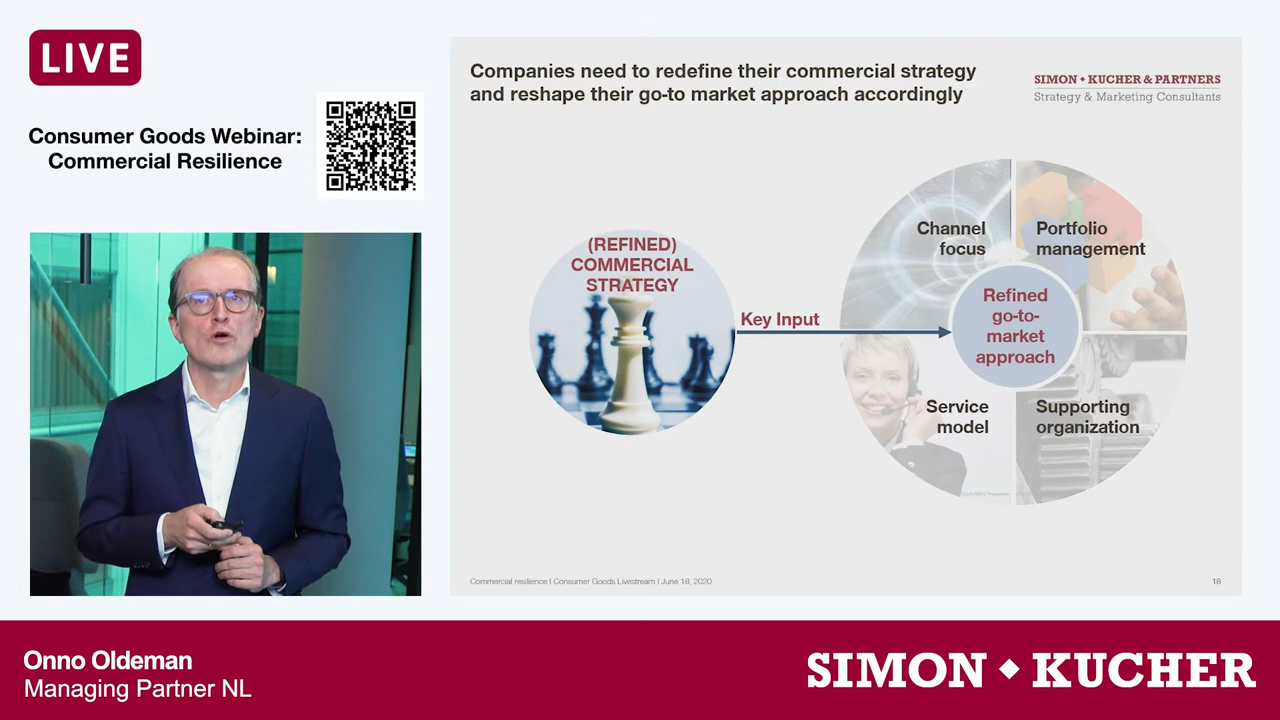 LIVE
Consumer Goods Webinar:
Commercial Resilience
Companies need to redefine their commercial strategy
and reshape their go-to market approach accordingly
SIMON • KUCHER & PARTNERS
Strategy & Marketing Consultants
(REFINED)
COMMERCIAL
STRATEGY
Key Input
Channel
focus
Portfolio
management
Refined
go-to-
market
approach
Service
model
Supporting
organization
Commercial resilience I Consumer Goods Livestream I June 18, 2020
18
Onno Oldeman
Managing Partner NL
SIMON ◆ KUCHER